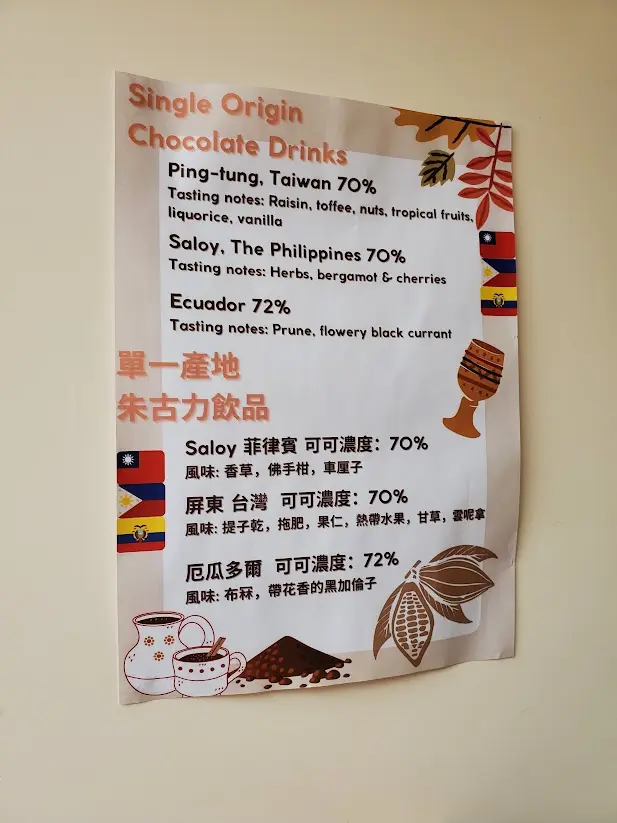 Single Origin
Chocolate Drinks
Ping-tung, Taiwan 70%
Tasting notes: Raisin, toffee, nuts, tropical fruits,
liquorice, vanilla
Saloy, The Philippines 70%
Tasting notes: Herbs, bergamot & cherries
Ecuador 72%
Tasting notes: Prune, flowery black currant
單一產地
朱古力飲品
Saloy 菲律賓 可可濃度：70%
風味: 香草，佛手柑，車厘子
屏東 台灣 可可濃度：70%
風味: 提子乾，拖肥，果仁，熱帶水果，甘草，雲呢拿
厄瓜多爾 可可濃度：72%
風味: 布冧，帶花香的黑加倫子